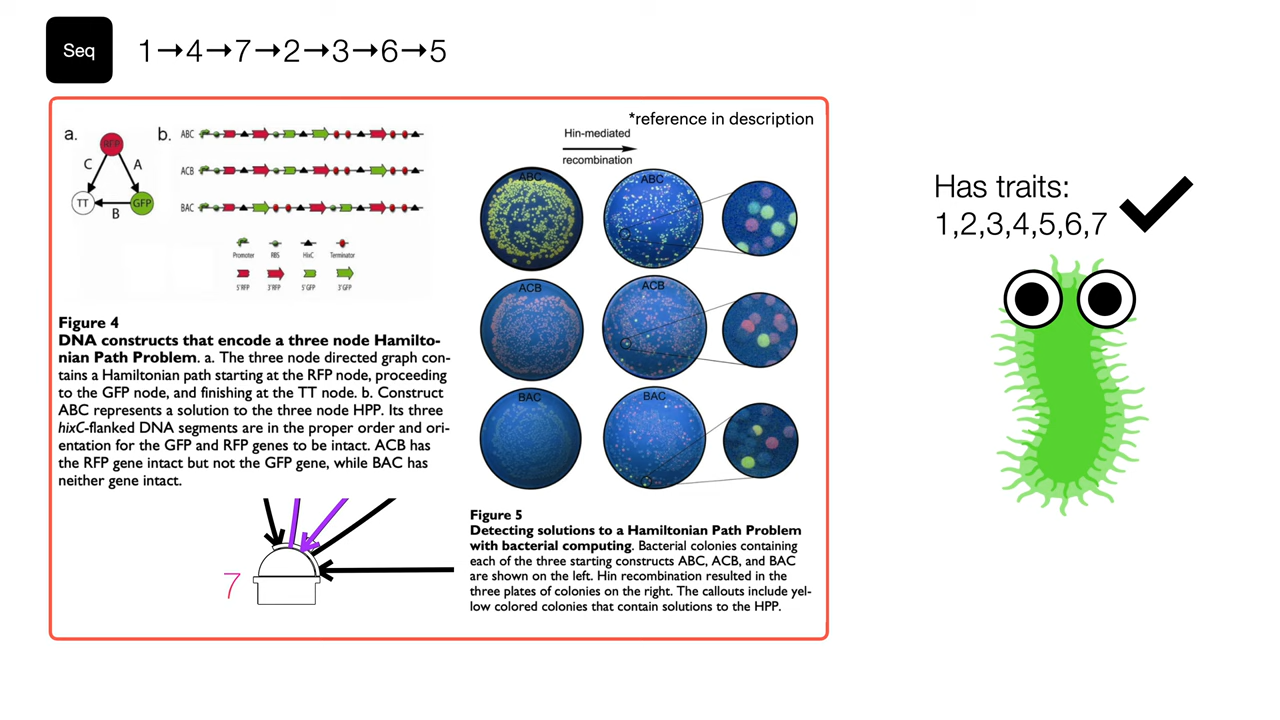 Seq
1→4→7→2→3→6→5
*reference in description
a.
RFP
C
A
TT
GFP
B
b.
ABC
ACB
BAC
Promoter
RBS
HixC
Terminator
5'RFP
3'RFP
5'GFP
3'GFP
Figure 4
DNA constructs that encode a three node Hamilto-
nian Path Problem. a. The three node directed graph con-
tains a Hamiltonian path starting at the RFP node, proceeding
to the GFP node, and finishing at the TT node. b. Construct
ABC represents a solution to the three node HPP. Its three
hixC-flanked DNA segments are in the proper order and ori-
entation for the GFP and RFP genes to be intact. ACB has
the RFP gene intact but not the GFP gene, while BAC has
neither gene intact.
7
Hin-mediated
recombination
ABC
ABC
ACB
ACB
BAC
BAC
Figure 5
Detecting solutions to a Hamiltonian Path Problem
with bacterial computing. Bacterial colonies containing
each of the three starting constructs ABC, ACB, and BAC
are shown on the left. Hin recombination resulted in the
three plates of colonies on the right. The callouts include yel-
low colored colonies that contain solutions to the HPP.
Has traits:
1,2,3,4,5,6,7